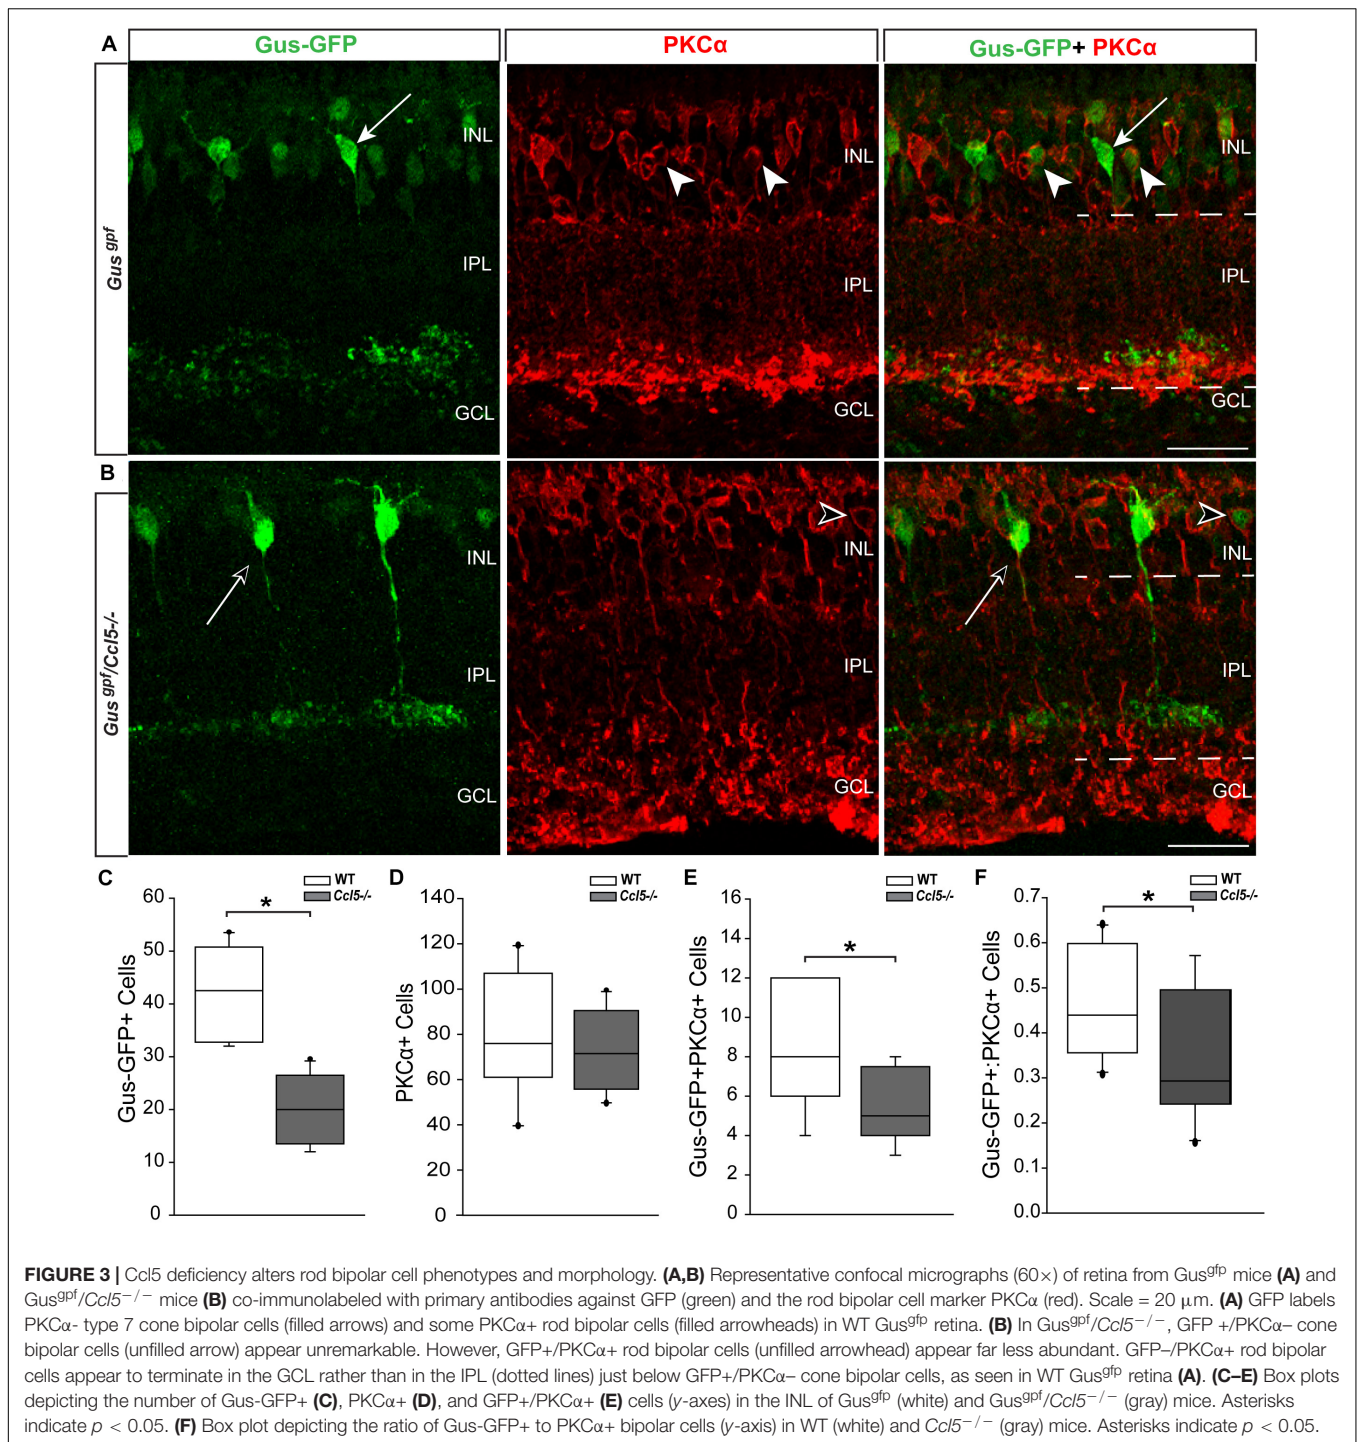 A
Gus-GFP
PKCα
Gus-GFP+ PKCα
Gus gpf
INL
IPL
GCL
INL
IPL
GCL
INL
IPL
GCL
B
Gus gpf/Ccl5-/-
INL
IPL
GCL
INL
IPL
GCL
INL
IPL
GCL
C
WT
Ccl5-/-
*
Gus-GFP+ Cells
60
50
40
30
20
10
0
D
WT
Ccl5-/-
PKCα+ Cells
140
120
100
80
60
40
20
0
E
WT
Ccl5-/-
*
Gus-GFP+PKCα+ Cells
16
14
12
10
8
6
4
2
0
F
WT
Ccl5-/-
*
Gus-GFP+:PKCα+ Cells
0.7
0.6
0.5
0.4
0.3
0.2
0.1
0.0
FIGURE 3 | Ccl5 deficiency alters rod bipolar cell phenotypes and morphology. (A,B) Representative confocal micrographs (60×) of retina from Gusgfp mice (A) and
Gusgpf/Ccl5−/− mice (B) co-immunolabeled with primary antibodies against GFP (green) and the rod bipolar cell marker PKCα (red). Scale = 20 μm. (A) GFP labels
PKCα- type 7 cone bipolar cells (filled arrows) and some PKCα+ rod bipolar cells (filled arrowheads) in WT Gusgfp retina. (B) In Gusgpf/Ccl5−/−, GFP +/PKCα− cone
bipolar cells (unfilled arrow) appear unremarkable. However, GFP+/PKCα+ rod bipolar cells (unfilled arrowhead) appear far less abundant. GFP−/PKCα+ rod bipolar
cells appear to terminate in the GCL rather than in the IPL (dotted lines) just below GFP+/PKCα− cone bipolar cells, as seen in WT Gusgfp retina (A). (C–E) Box plots
depicting the number of Gus-GFP+ (C), PKCα+ (D), and GFP+/PKCα+ (E) cells (y-axes) in the INL of Gusgfp (white) and Gusgpf/Ccl5−/− (gray) mice. Asterisks
indicate p < 0.05. (F) Box plot depicting the ratio of Gus-GFP+ to PKCα+ bipolar cells (y-axis) in WT (white) and Ccl5−/− (gray) mice. Asterisks indicate p < 0.05.